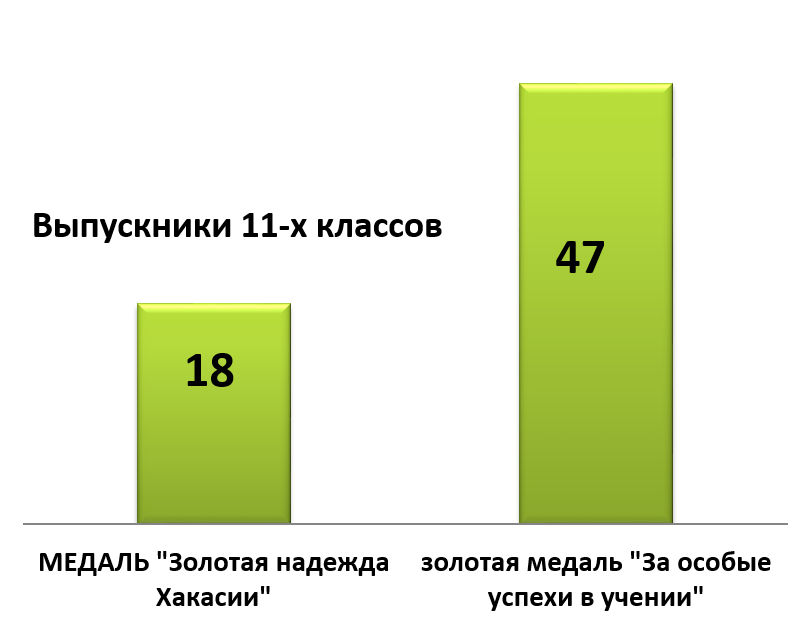 Выпускники 11-х классов
47
18
МЕДАЛЬ "Золотая надежда
Хакасии"
золотая медаль "За особые
успехи в учении"